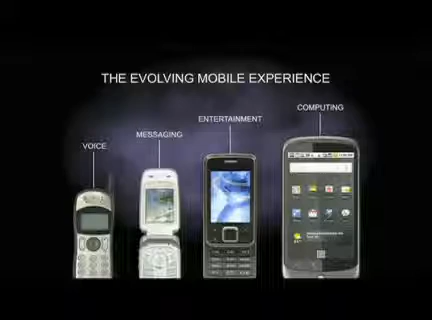 THE EVOLVING MOBILE EXPERIENCE
COMPUTING
ENTERTAINMENT
MESSAGING
VOICE